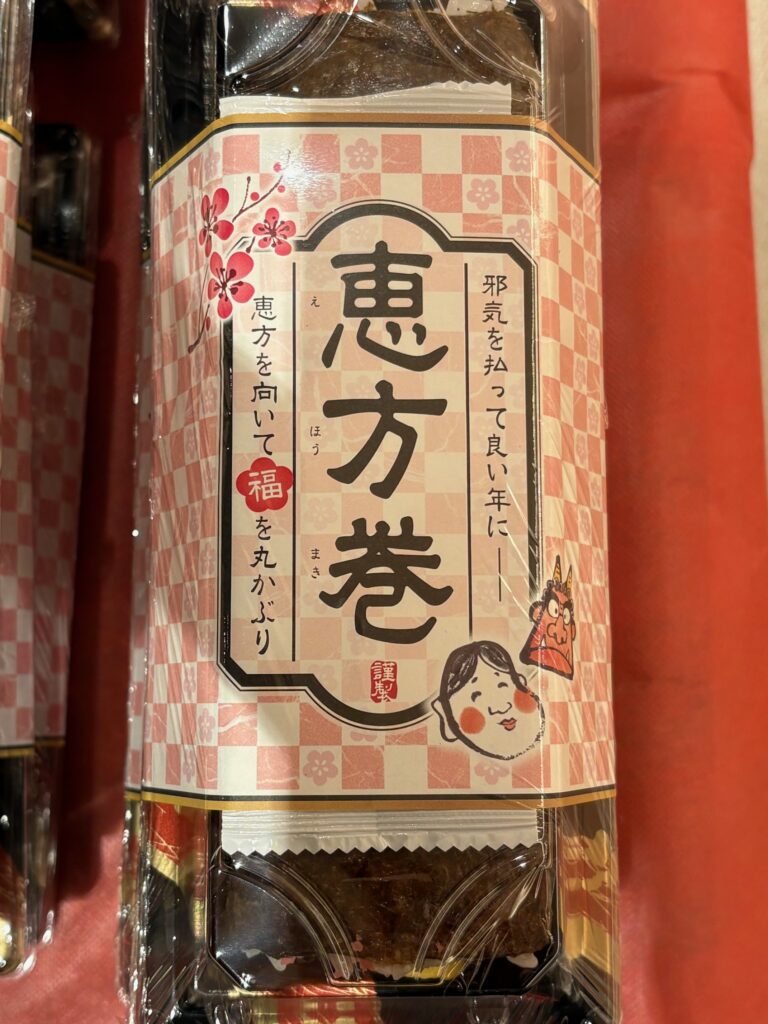 邪気を払って良い年に――
恵方巻
えほうまき
恵方を向いて福を丸かぶり
謹製